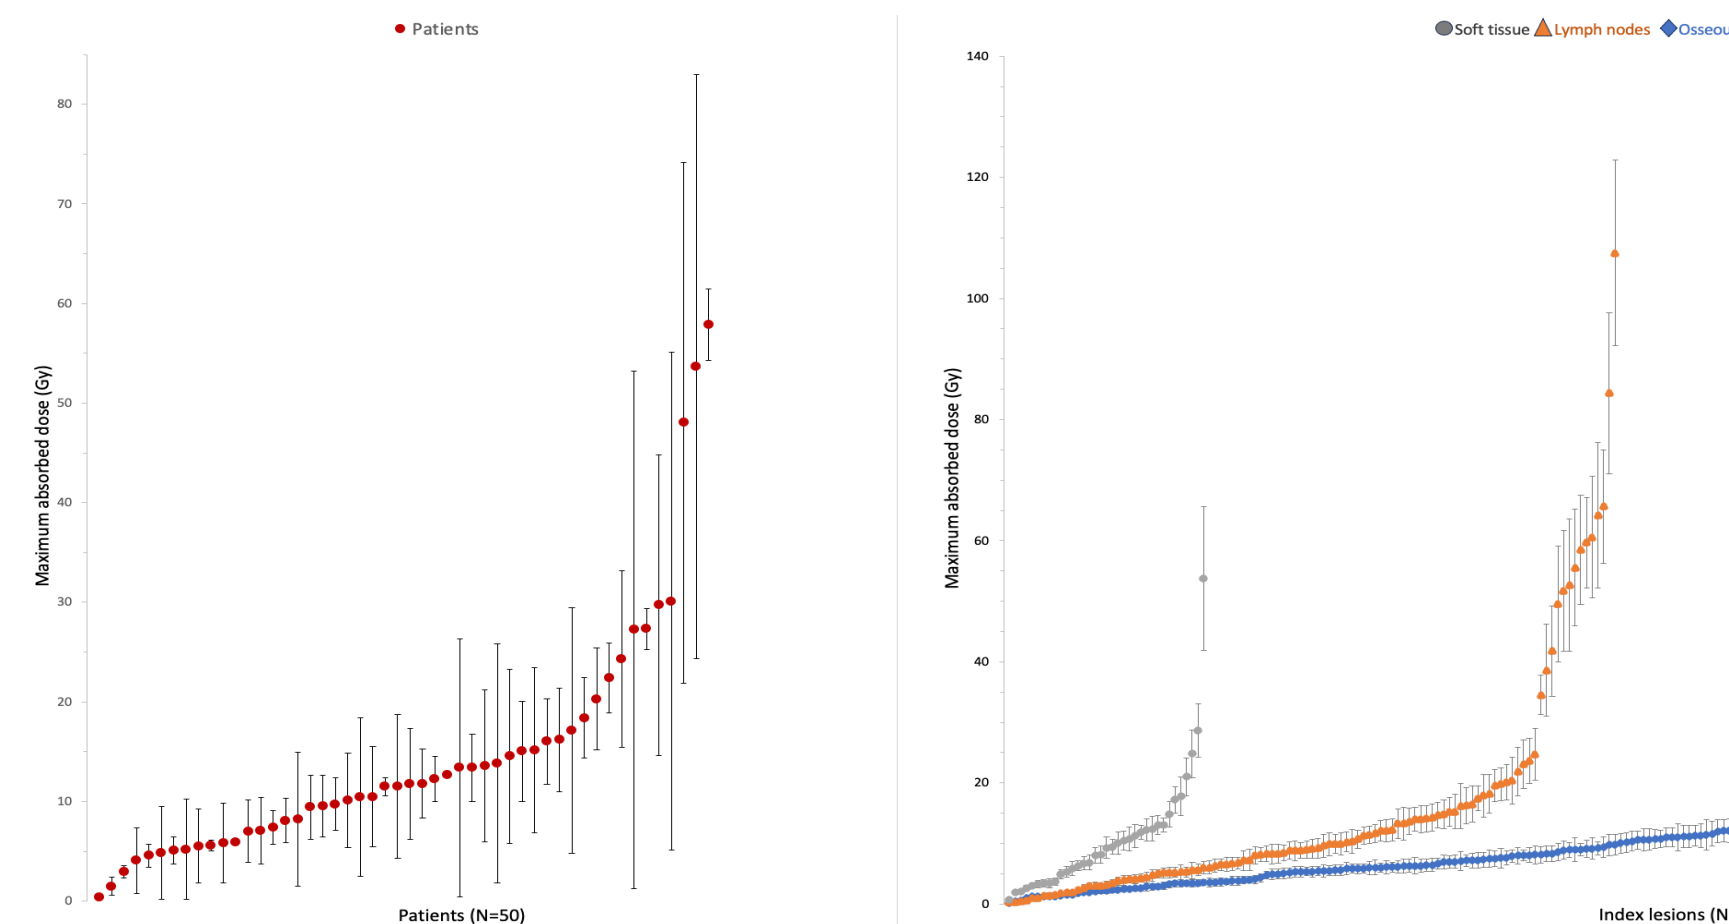 Patients
80
70
60
50
40
30
20
10
0
Maximum absorbed dose (Gy)
Patients (N=50)
Soft tissue Lymph nodes Osseou
140
120
100
80
60
40
20
0
Maximum absorbed dose (Gy)
Index lesions (N